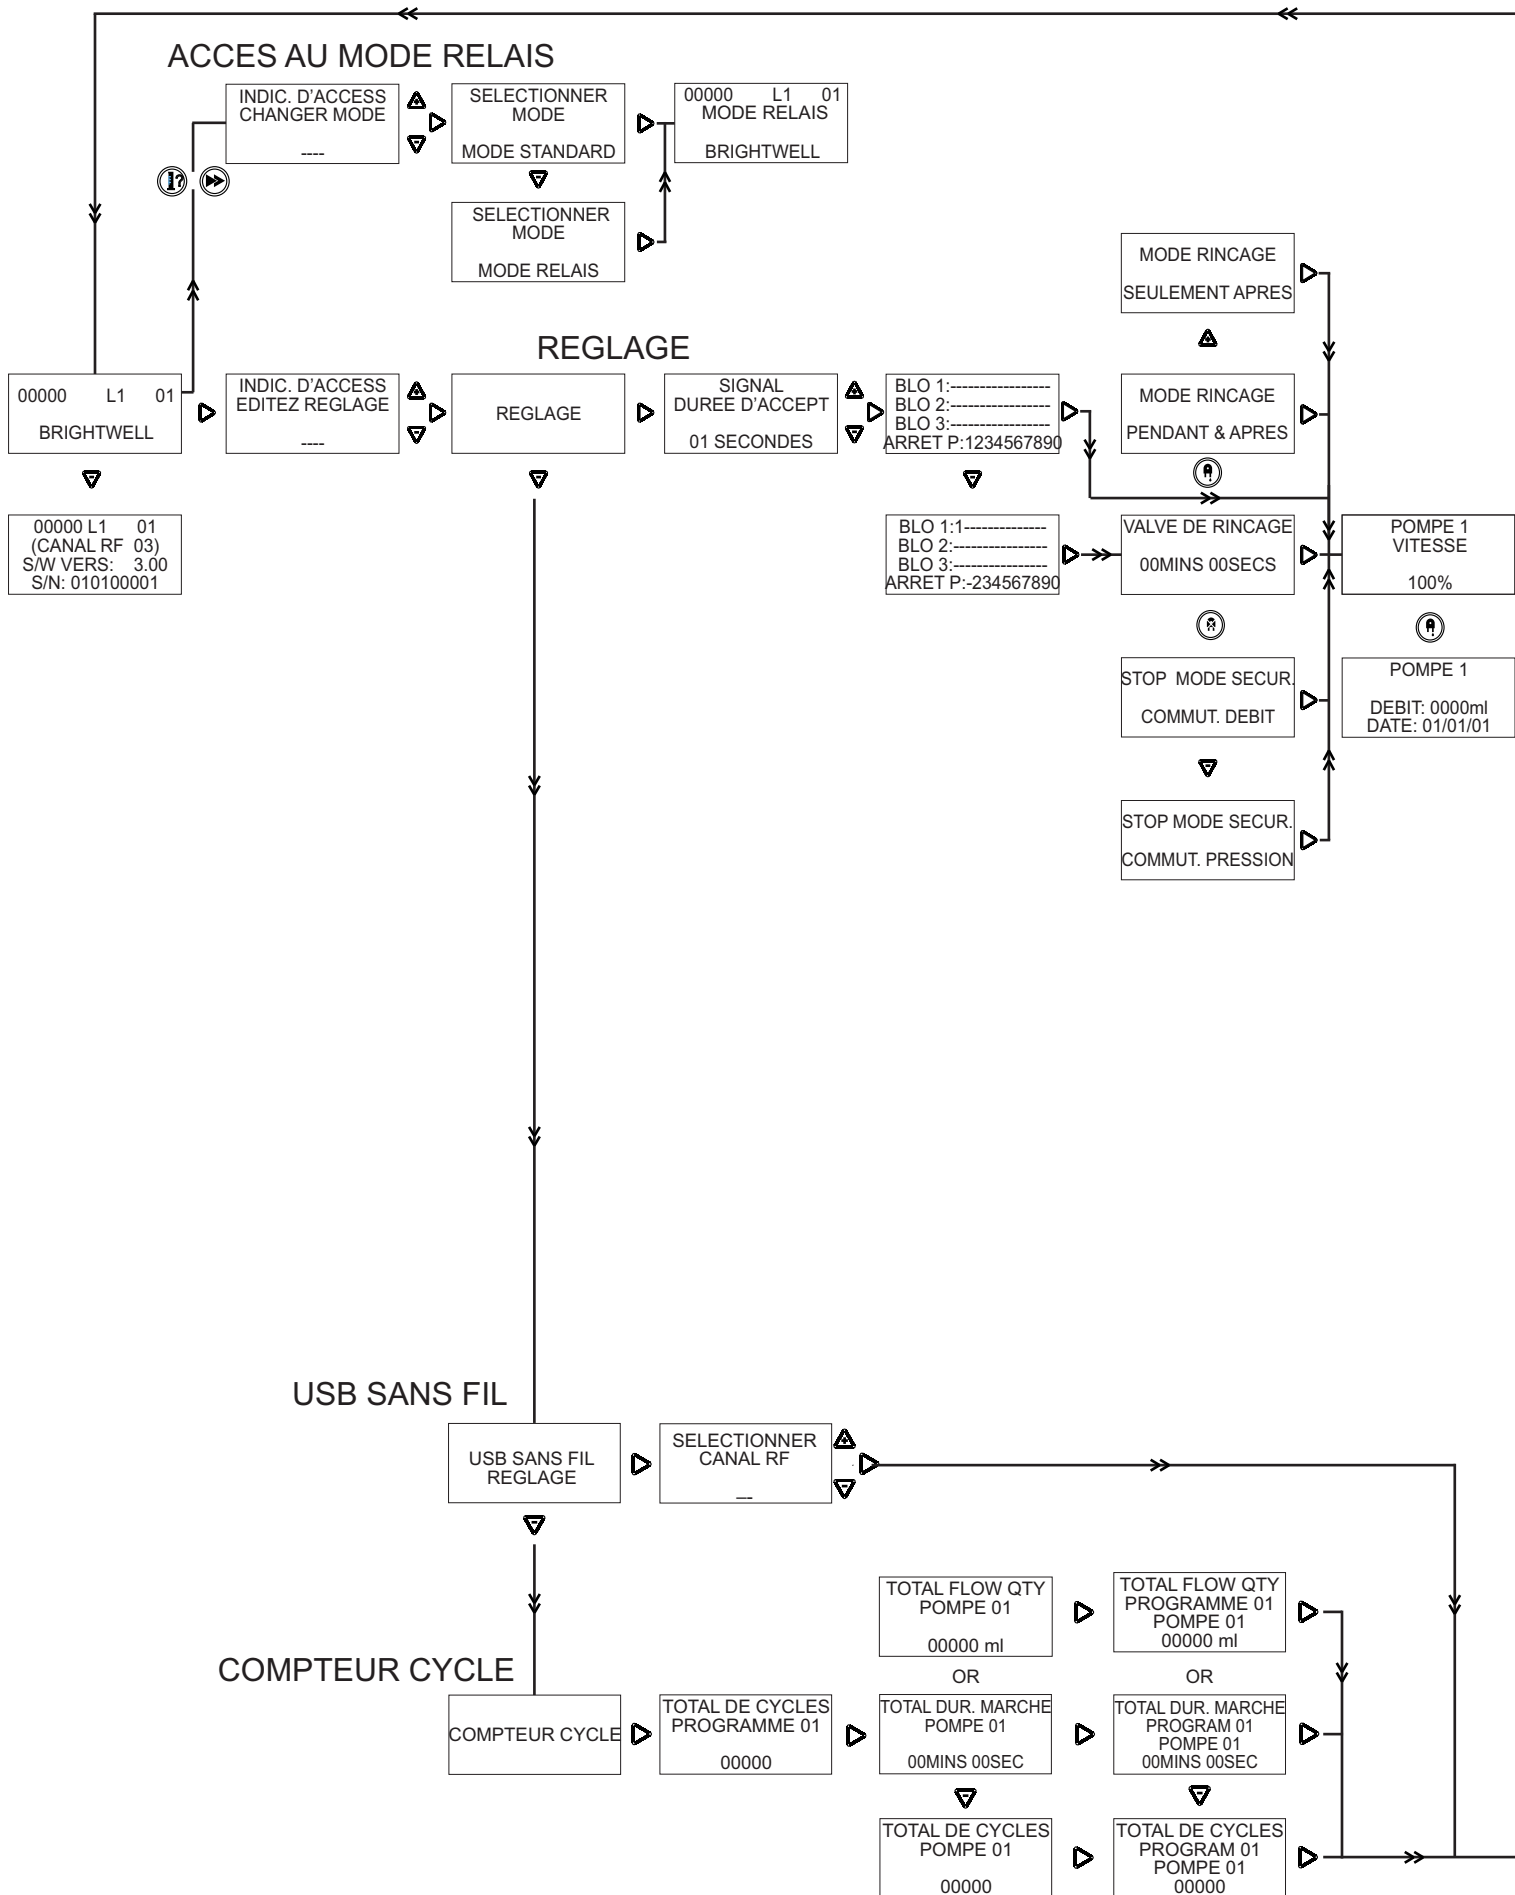 ACCES AU MODE RELAIS
INDIC. D'ACCESS
CHANGER MODE
----
SELECTIONNER
MODE
MODE STANDARD
00000 L1 01
MODE RELAIS
BRIGHTWELL
SELECTIONNER
MODE
MODE RELAIS
MODE RINCAGE
SEULEMENT APRES
REGLAGE
00000 L1 01
BRIGHTWELL
INDIC. D'ACCESS
EDITEZ REGLAGE
----
REGLAGE
SIGNAL
DUREE D'ACCEPT
01 SECONDES
BLO 1:-----------------
BLO 2:-----------------
BLO 3:-----------------
ARRET P:1234567890
MODE RINCAGE
PENDANT & APRES
00000 L1 01
(CANAL RF 03)
S/W VERS: 3.00
S/N: 010100001
BLO 1:1--------------
BLO 2:----------------
BLO 3:----------------
ARRET P:-234567890
VALVE DE RINCAGE
00MINS 00SECS
POMPE 1
VITESSE
100%
STOP MODE SECUR.
COMMUT. DEBIT
POMPE 1
DEBIT: 0000ml
DATE: 01/01/01
STOP MODE SECUR.
COMMUT. PRESSION
USB SANS FIL
USB SANS FIL
REGLAGE
SELECTIONNER
CANAL RF
--
TOTAL FLOW QTY
POMPE 01
00000 ml
TOTAL FLOW QTY
PROGRAMME 01
POMPE 01
00000 ml
OR
OR
COMPTEUR CYCLE
COMPTEUR CYCLE
TOTAL DE CYCLES
PROGRAMME 01
00000
TOTAL DUR. MARCHE
POMPE 01
00MINS 00SEC
TOTAL DUR. MARCHE
PROGRAM 01
POMPE 01
00MINS 00SEC
TOTAL DE CYCLES
POMPE 01
00000
TOTAL DE CYCLES
PROGRAM 01
POMPE 01
00000